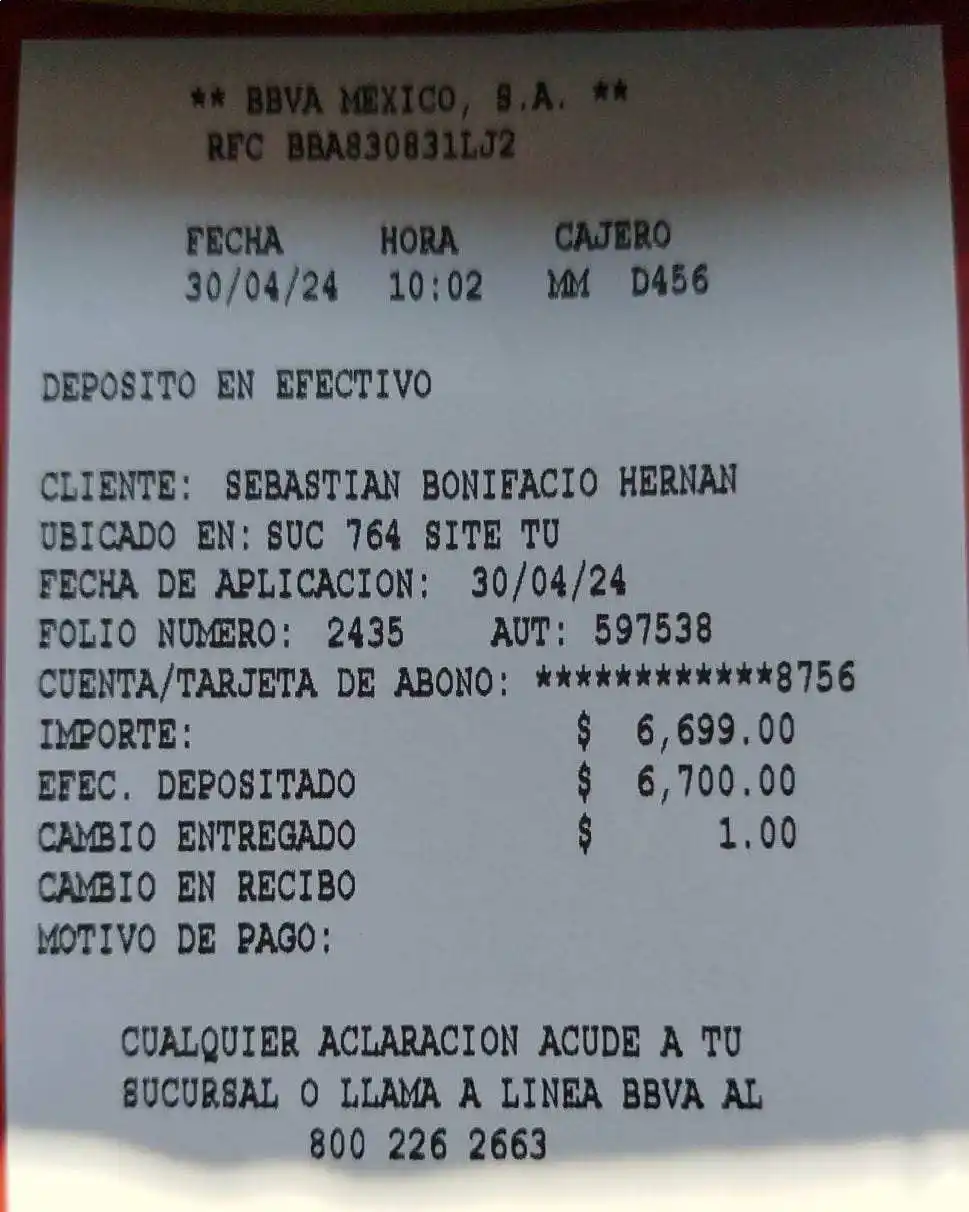 ** BBVA MEXICO, S.A. **
RFC BBA830831LJ2
FECHA HORA CAJERO
30/04/24 10:02 MM D456
DEPOSITO EN EFECTIVO
CLIENTE: SEBASTIAN BONIFACIO HERNAN
UBICADO EN: SUC 764 SITE TU
FECHA DE APLICACION: 30/04/24
FOLIO NUMERO: 2435 AUT: 597538
CUENTA/TARJETA DE ABONO: ************8756
IMPORTE: $ 6,699.00
EFEC. DEPOSITADO $ 6,700.00
CAMBIO ENTREGADO $ 1.00
CAMBIO EN RECIBO
MOTIVO DE PAGO:
CUALQUIER ACLARACION ACUDE A TU
SUCURSAL O LLAMA A LINEA BBVA AL
800 226 2663